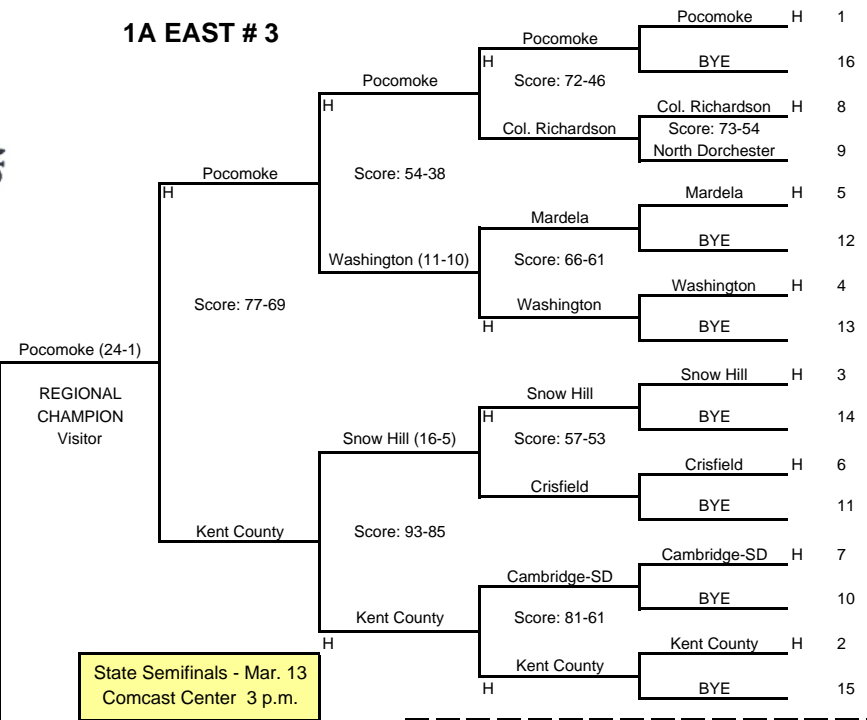 1A EAST # 3
Pocomoke H 1
Pocomoke
H
BYE 16
Score: 72-46
Pocomoke
H
Col. Richardson H 8
Col. Richardson
Score: 73-54
North Dorchester 9
Score: 54-38
Pocomoke
H
Mardela H 5
Mardela
BYE 12
Score: 66-61
Washington (11-10)
Washington H 4
Washington
H
BYE 13
Score: 77-69
Pocomoke (24-1)
REGIONAL
CHAMPION
Visitor
Snow Hill H 3
Snow Hill
H
BYE 14
Score: 57-53
Snow Hill (16-5)
Crisfield H 6
Crisfield
BYE 11
Kent County
Score: 93-85
Cambridge-SD H 7
Cambridge-SD
BYE 10
Score: 81-61
Kent County
H
Kent County H 2
Kent County
H
BYE 15
State Semifinals - Mar. 13
Comcast Center 3 p.m.